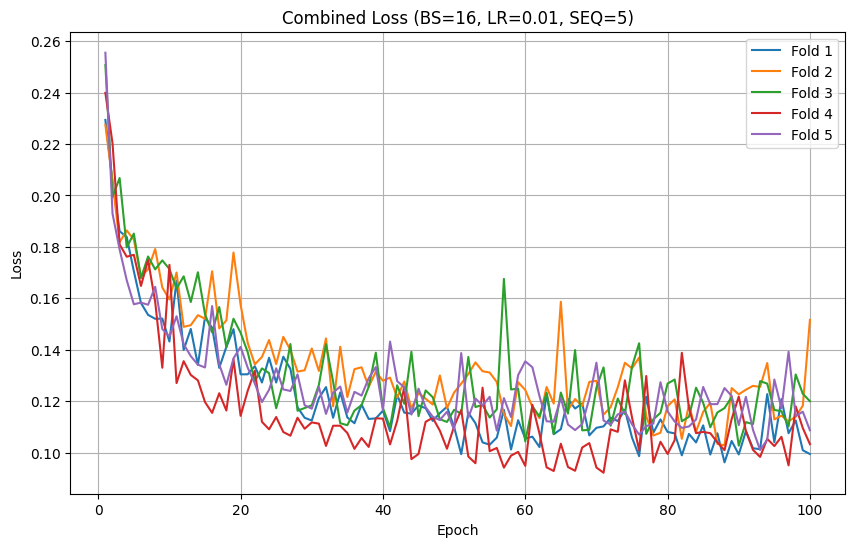 Combined Loss (BS=16, LR=0.01, SEQ=5)
0.26
0.24
0.22
0.20
0.18
0.16
0.14
0.12
0.10
Loss
0
20
40
60
80
100
Epoch
Fold 1
Fold 2
Fold 3
Fold 4
Fold 5